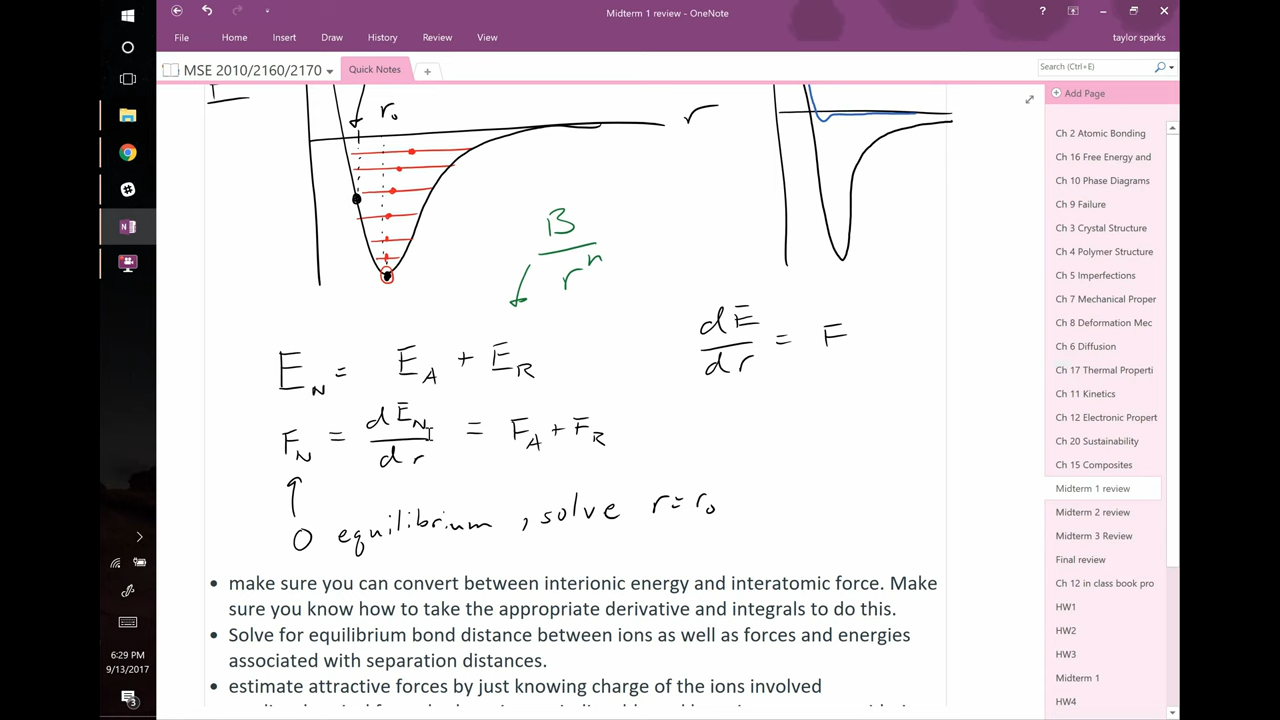 Midterm 1 review - OneNote
?
taylor sparks
File Home Insert Draw History Review View
MSE 2010/2160/2170
Quick Notes
+
Search (Ctrl+E)
Add Page
Ch 2 Atomic Bonding
Ch 16 Free Energy and
Ch 10 Phase Diagrams
Ch 9 Failure
Ch 3 Crystal Structure
Ch 4 Polymer Structure
Ch 5 Imperfections
Ch 7 Mechanical Proper
Ch 8 Deformation Mec
Ch 6 Diffusion
Ch 17 Thermal Properti
Ch 11 Kinetics
Ch 12 Electronic Propert
Ch 20 Sustainability
Ch 15 Composites
Midterm 1 review
Midterm 2 review
Midterm 3 Review
Final review
Ch 12 in class book pro
HW1
HW2
HW3
Midterm 1
HW4
r₀
r
B
rⁿ
dE
dr
= F
E_N = E_A + E_R
F_N = dE_N/dr = F_A + F_R
0 equilibrium, solve r = r₀
• make sure you can convert between interionic energy and interatomic force. Make
sure you know how to take the appropriate derivative and integrals to do this.
• Solve for equilibrium bond distance between ions as well as forces and energies
associated with separation distances.
• estimate attractive forces by just knowing charge of the ions involved
6:29 PM
9/13/2017
3